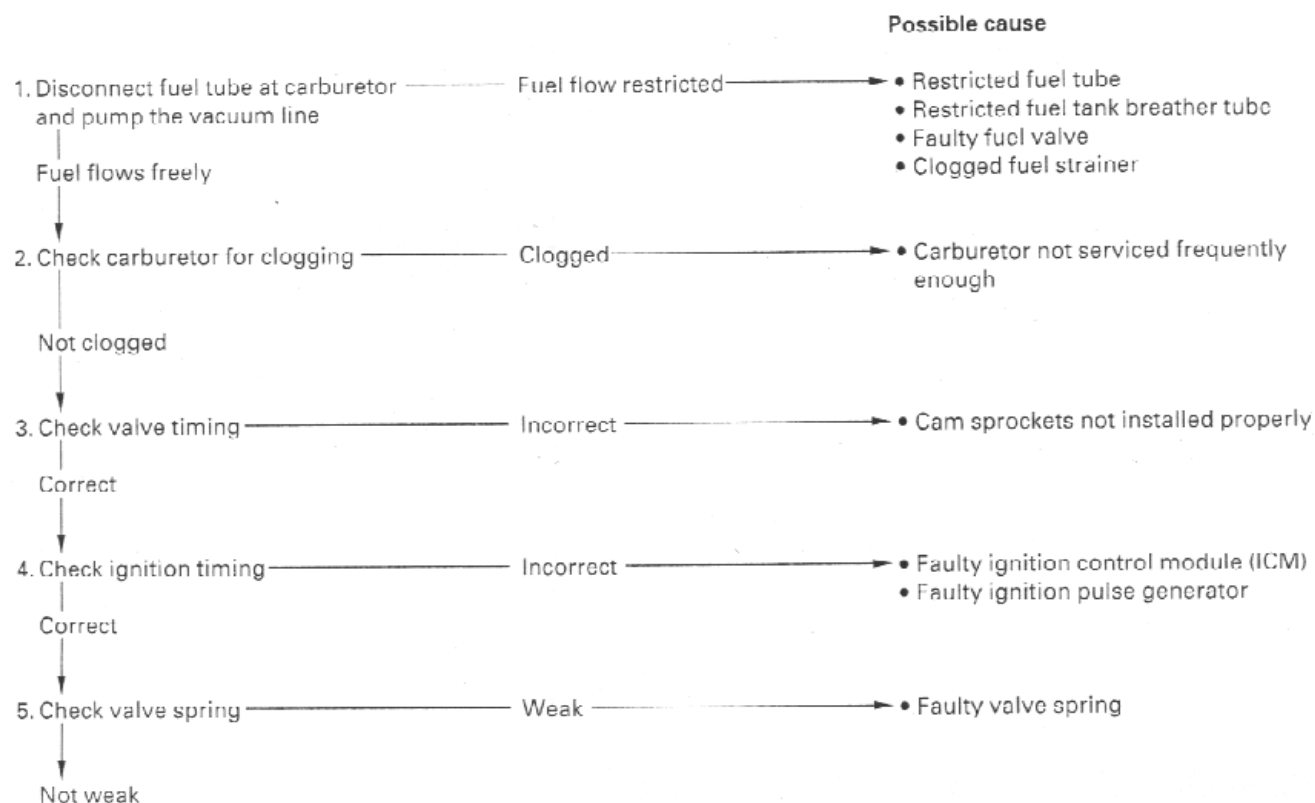 Possible cause
1. Disconnect fuel tube at carburetor
and pump the vacuum line
Fuel flow restricted
• Restricted fuel tube
• Restricted fuel tank breather tube
• Faulty fuel valve
• Clogged fuel strainer
Fuel flows freely
2. Check carburetor for clogging
Clogged
• Carburetor not serviced frequently
enough
Not clogged
3. Check valve timing
Incorrect
• Cam sprockets not installed properly
Correct
4. Check ignition timing
Incorrect
• Faulty ignition control module (ICM)
• Faulty ignition pulse generator
Correct
5. Check valve spring
Weak
• Faulty valve spring
Not weak